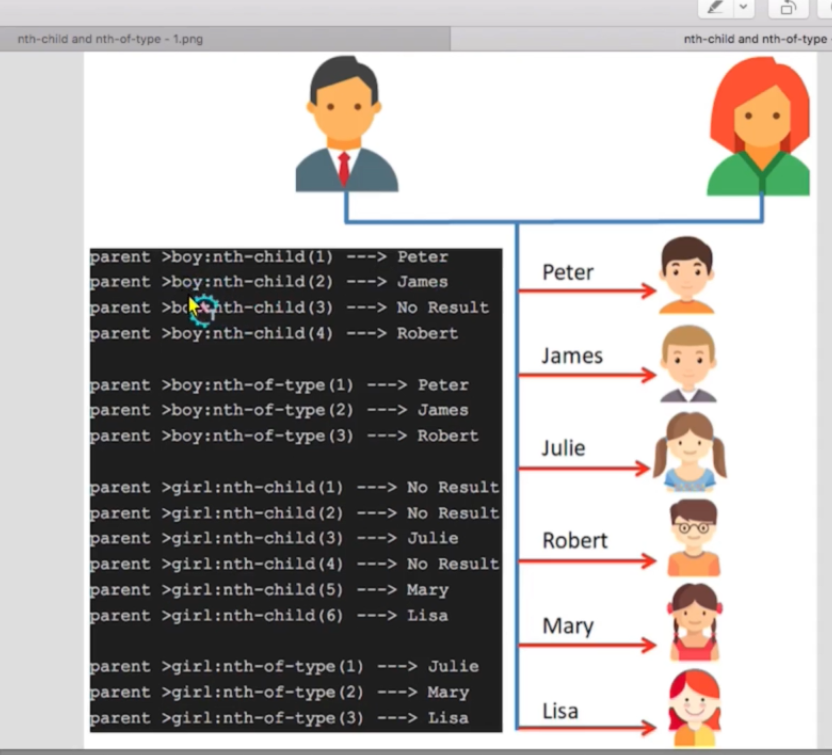 nth-child and nth-of-type - 1.png
nth-child and nth-of-type
parent >boy:nth-child(1) ---> Peter
parent >boy:nth-child(2) ---> James
parent >boy:nth-child(3) ---> No Result
parent >boy:nth-child(4) ---> Robert
parent >boy:nth-of-type(1) ---> Peter
parent >boy:nth-of-type(2) ---> James
parent >boy:nth-of-type(3) ---> Robert
parent >girl:nth-child(1) ---> No Result
parent >girl:nth-child(2) ---> No Result
parent >girl:nth-child(3) ---> Julie
parent >girl:nth-child(4) ---> No Result
parent >girl:nth-child(5) ---> Mary
parent >girl:nth-child(6) ---> Lisa
parent >girl:nth-of-type(1) ---> Julie
parent >girl:nth-of-type(2) ---> Mary
parent >girl:nth-of-type(3) ---> Lisa
Peter
James
Julie
Robert
Mary
Lisa